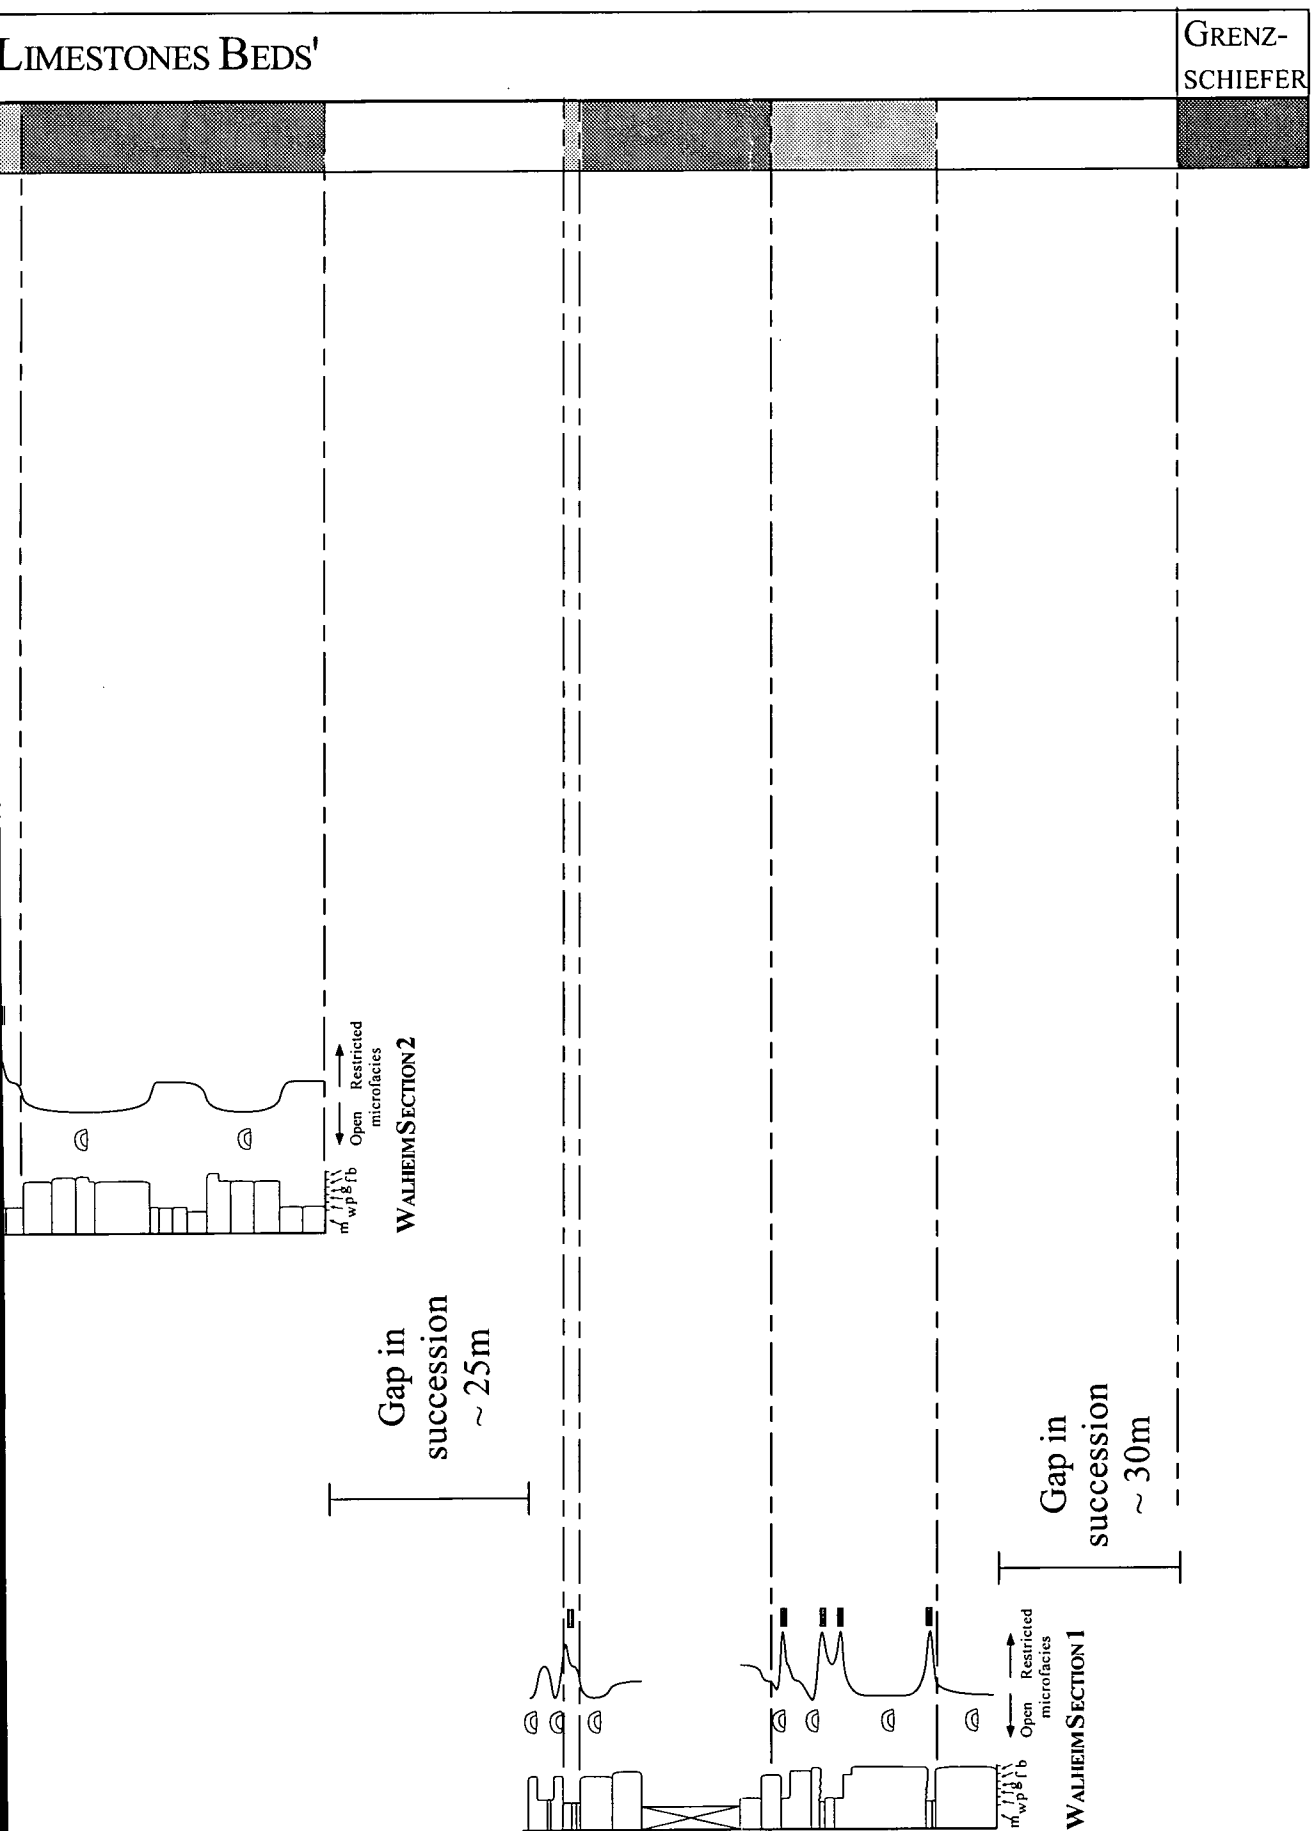 LIMESTONES BEDS'
GRENZ-
SCHIEFER
Open Restricted
microfacies
m w p g f b
WALHEIM SECTION 2
Gap in
succession
~ 25m
Gap in
succession
~ 30m
Open Restricted
microfacies
m w p g f b
WALHEIM SECTION 1